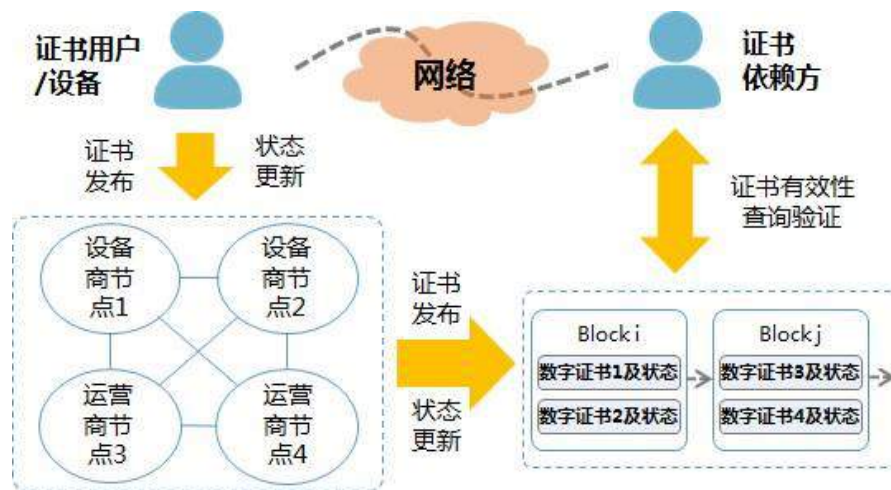 证书用户
/设备
网络
证书
依赖方
证书
发布
状态
更新
证书有效性
查询验证
设备
商节
点1
设备
商节
点2
运营
商节
点3
运营
商节
点4
证书
发布
状态
更新
Blocki
数字证书1及状态
数字证书2及状态
Blockj
数字证书3及状态
数字证书4及状态